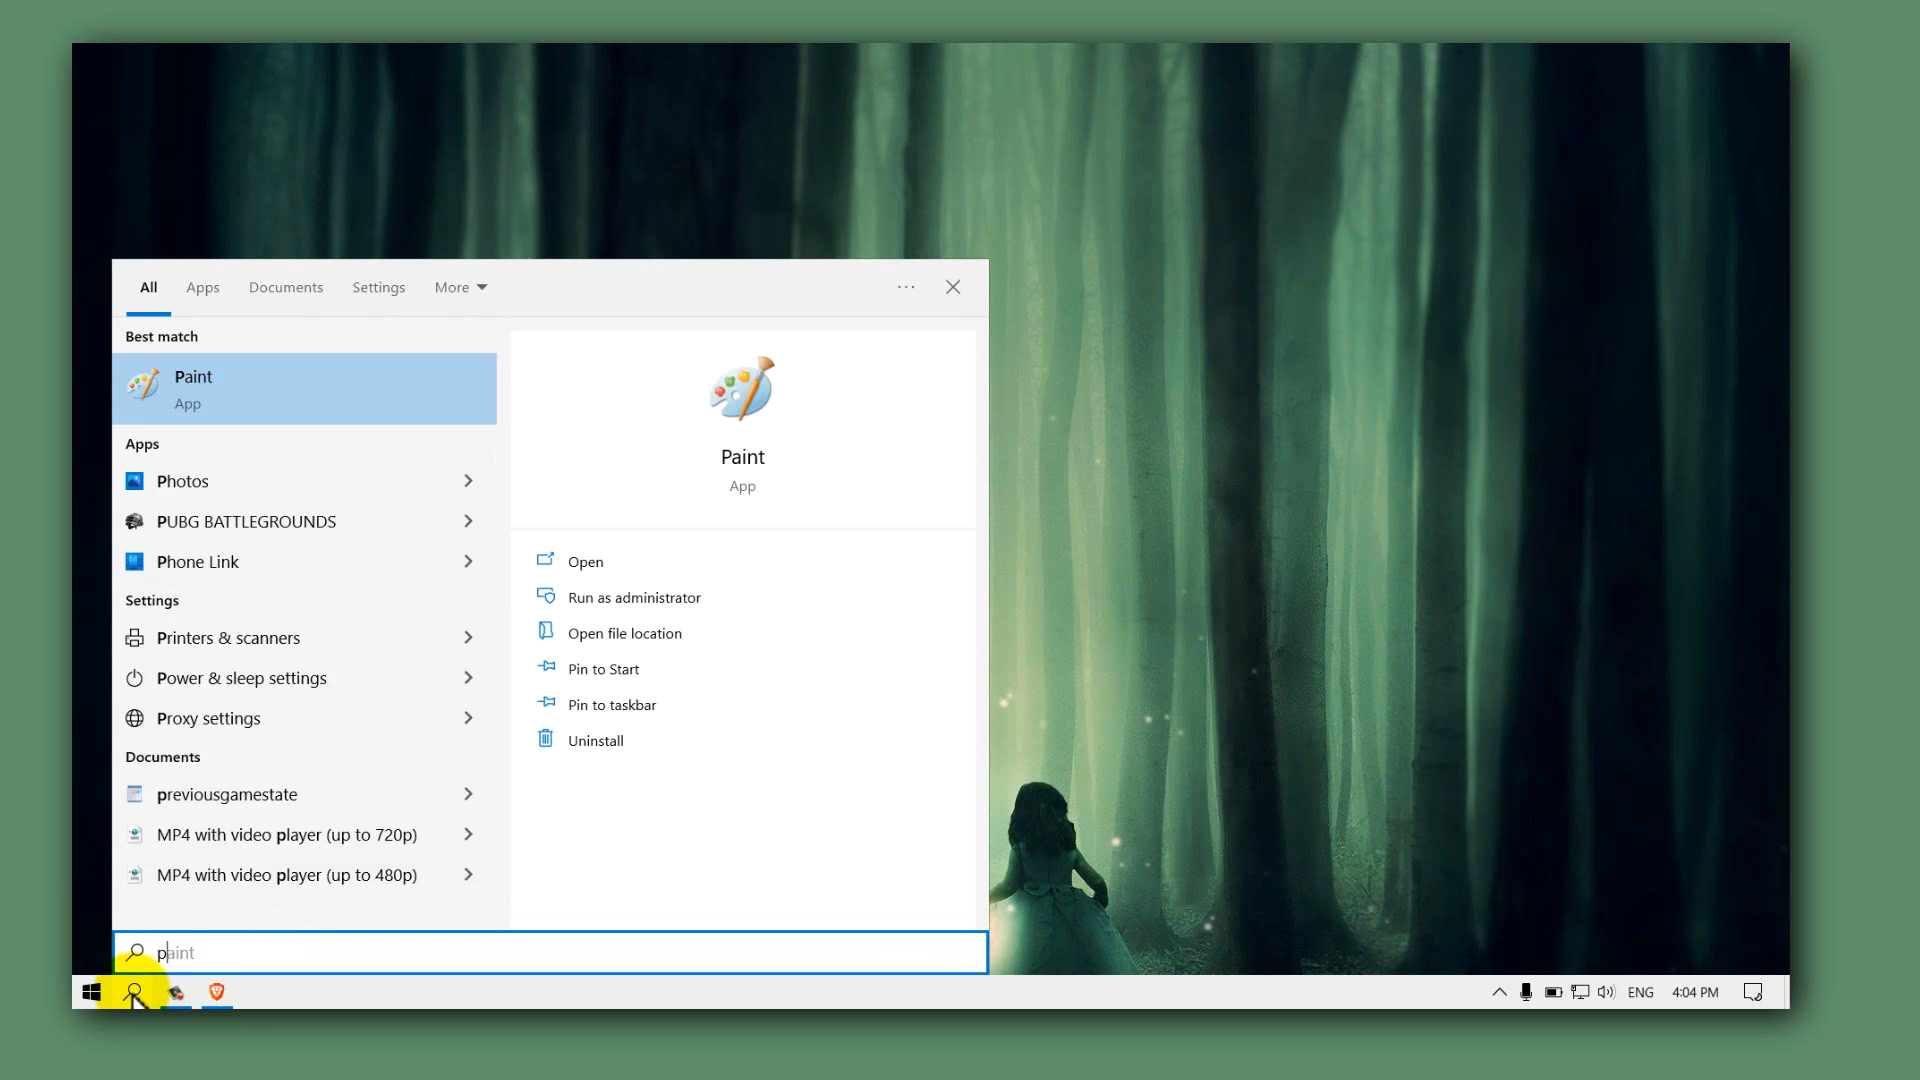 All
Apps
Documents
Settings
More
Best match
Paint
App
Apps
Photos
PUBG BATTLEGROUNDS
Phone Link
Settings
Printers & scanners
Power & sleep settings
Proxy settings
Documents
previousgamestate
MP4 with video player (up to 720p)
MP4 with video player (up to 480p)
Paint
App
Open
Run as administrator
Open file location
Pin to Start
Pin to taskbar
Uninstall
paint
ENG
4:04 PM